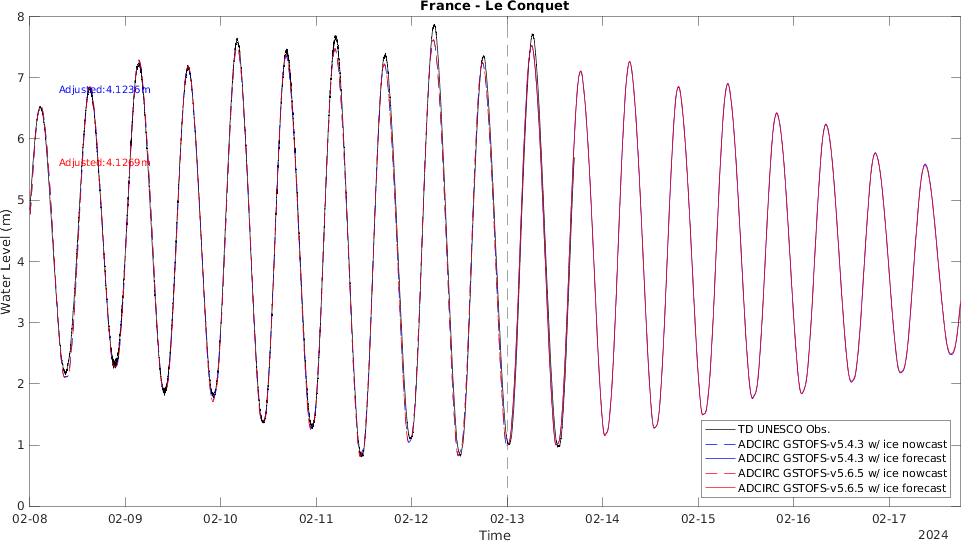 France - Le Conquet
8
7
6
5
4
3
2
1
0
Water Level (m)
Adjusted:4.1236m
Adjusted:4.1269m
TD UNESCO Obs.
ADCIRC GSTOFS-v5.4.3 w/ ice nowcast
ADCIRC GSTOFS-v5.4.3 w/ ice forecast
ADCIRC GSTOFS-v5.6.5 w/ ice nowcast
ADCIRC GSTOFS-v5.6.5 w/ ice forecast
02-08 02-09 02-10 02-11 02-12 02-13 02-14 02-15 02-16 02-17
Time
2024